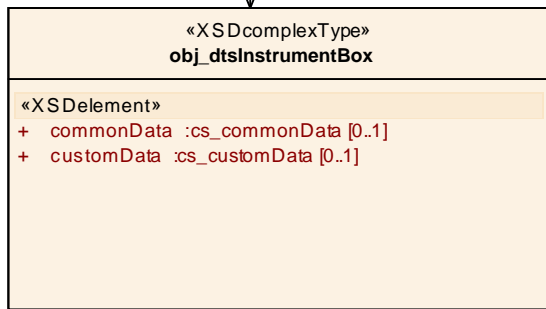 «XSDcomplexType»
obj_dtsInstrumentBox
«XSDelement»
+ commonData :cs_commonData [0..1]
+ customData :cs_customData [0..1]